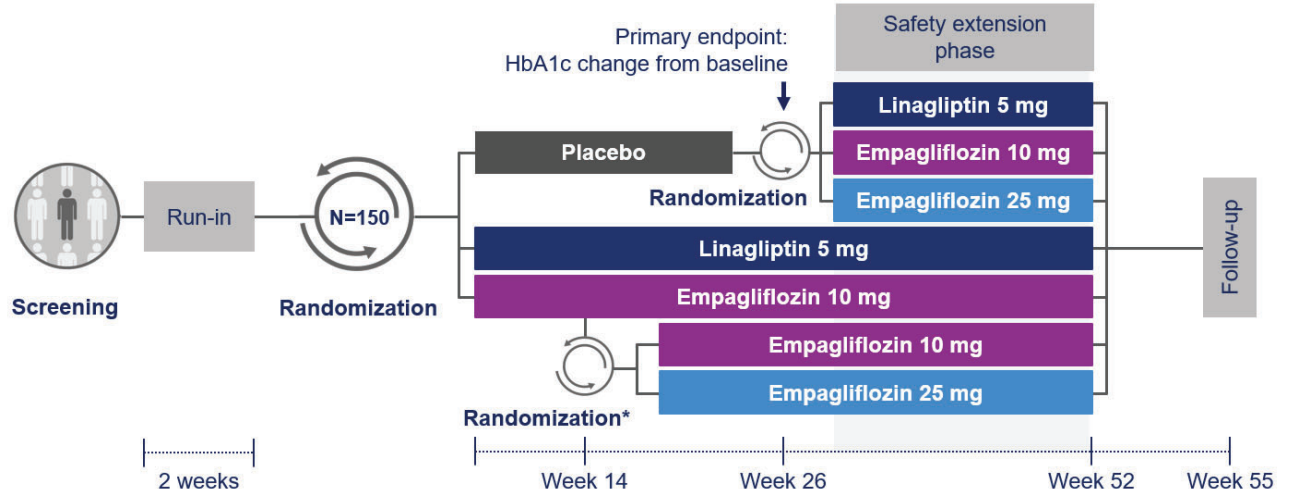 Primary endpoint:
HbA1c change from baseline
Safety extension
phase
Linagliptin 5 mg
Placebo
Empagliflozin 10 mg
Randomization
Empagliflozin 25 mg
Run-in
N=150
Linagliptin 5 mg
Follow-up
Screening
Randomization
Empagliflozin 10 mg
Empagliflozin 10 mg
Empagliflozin 25 mg
Randomization*
2 weeks
Week 14
Week 26
Week 52
Week 55